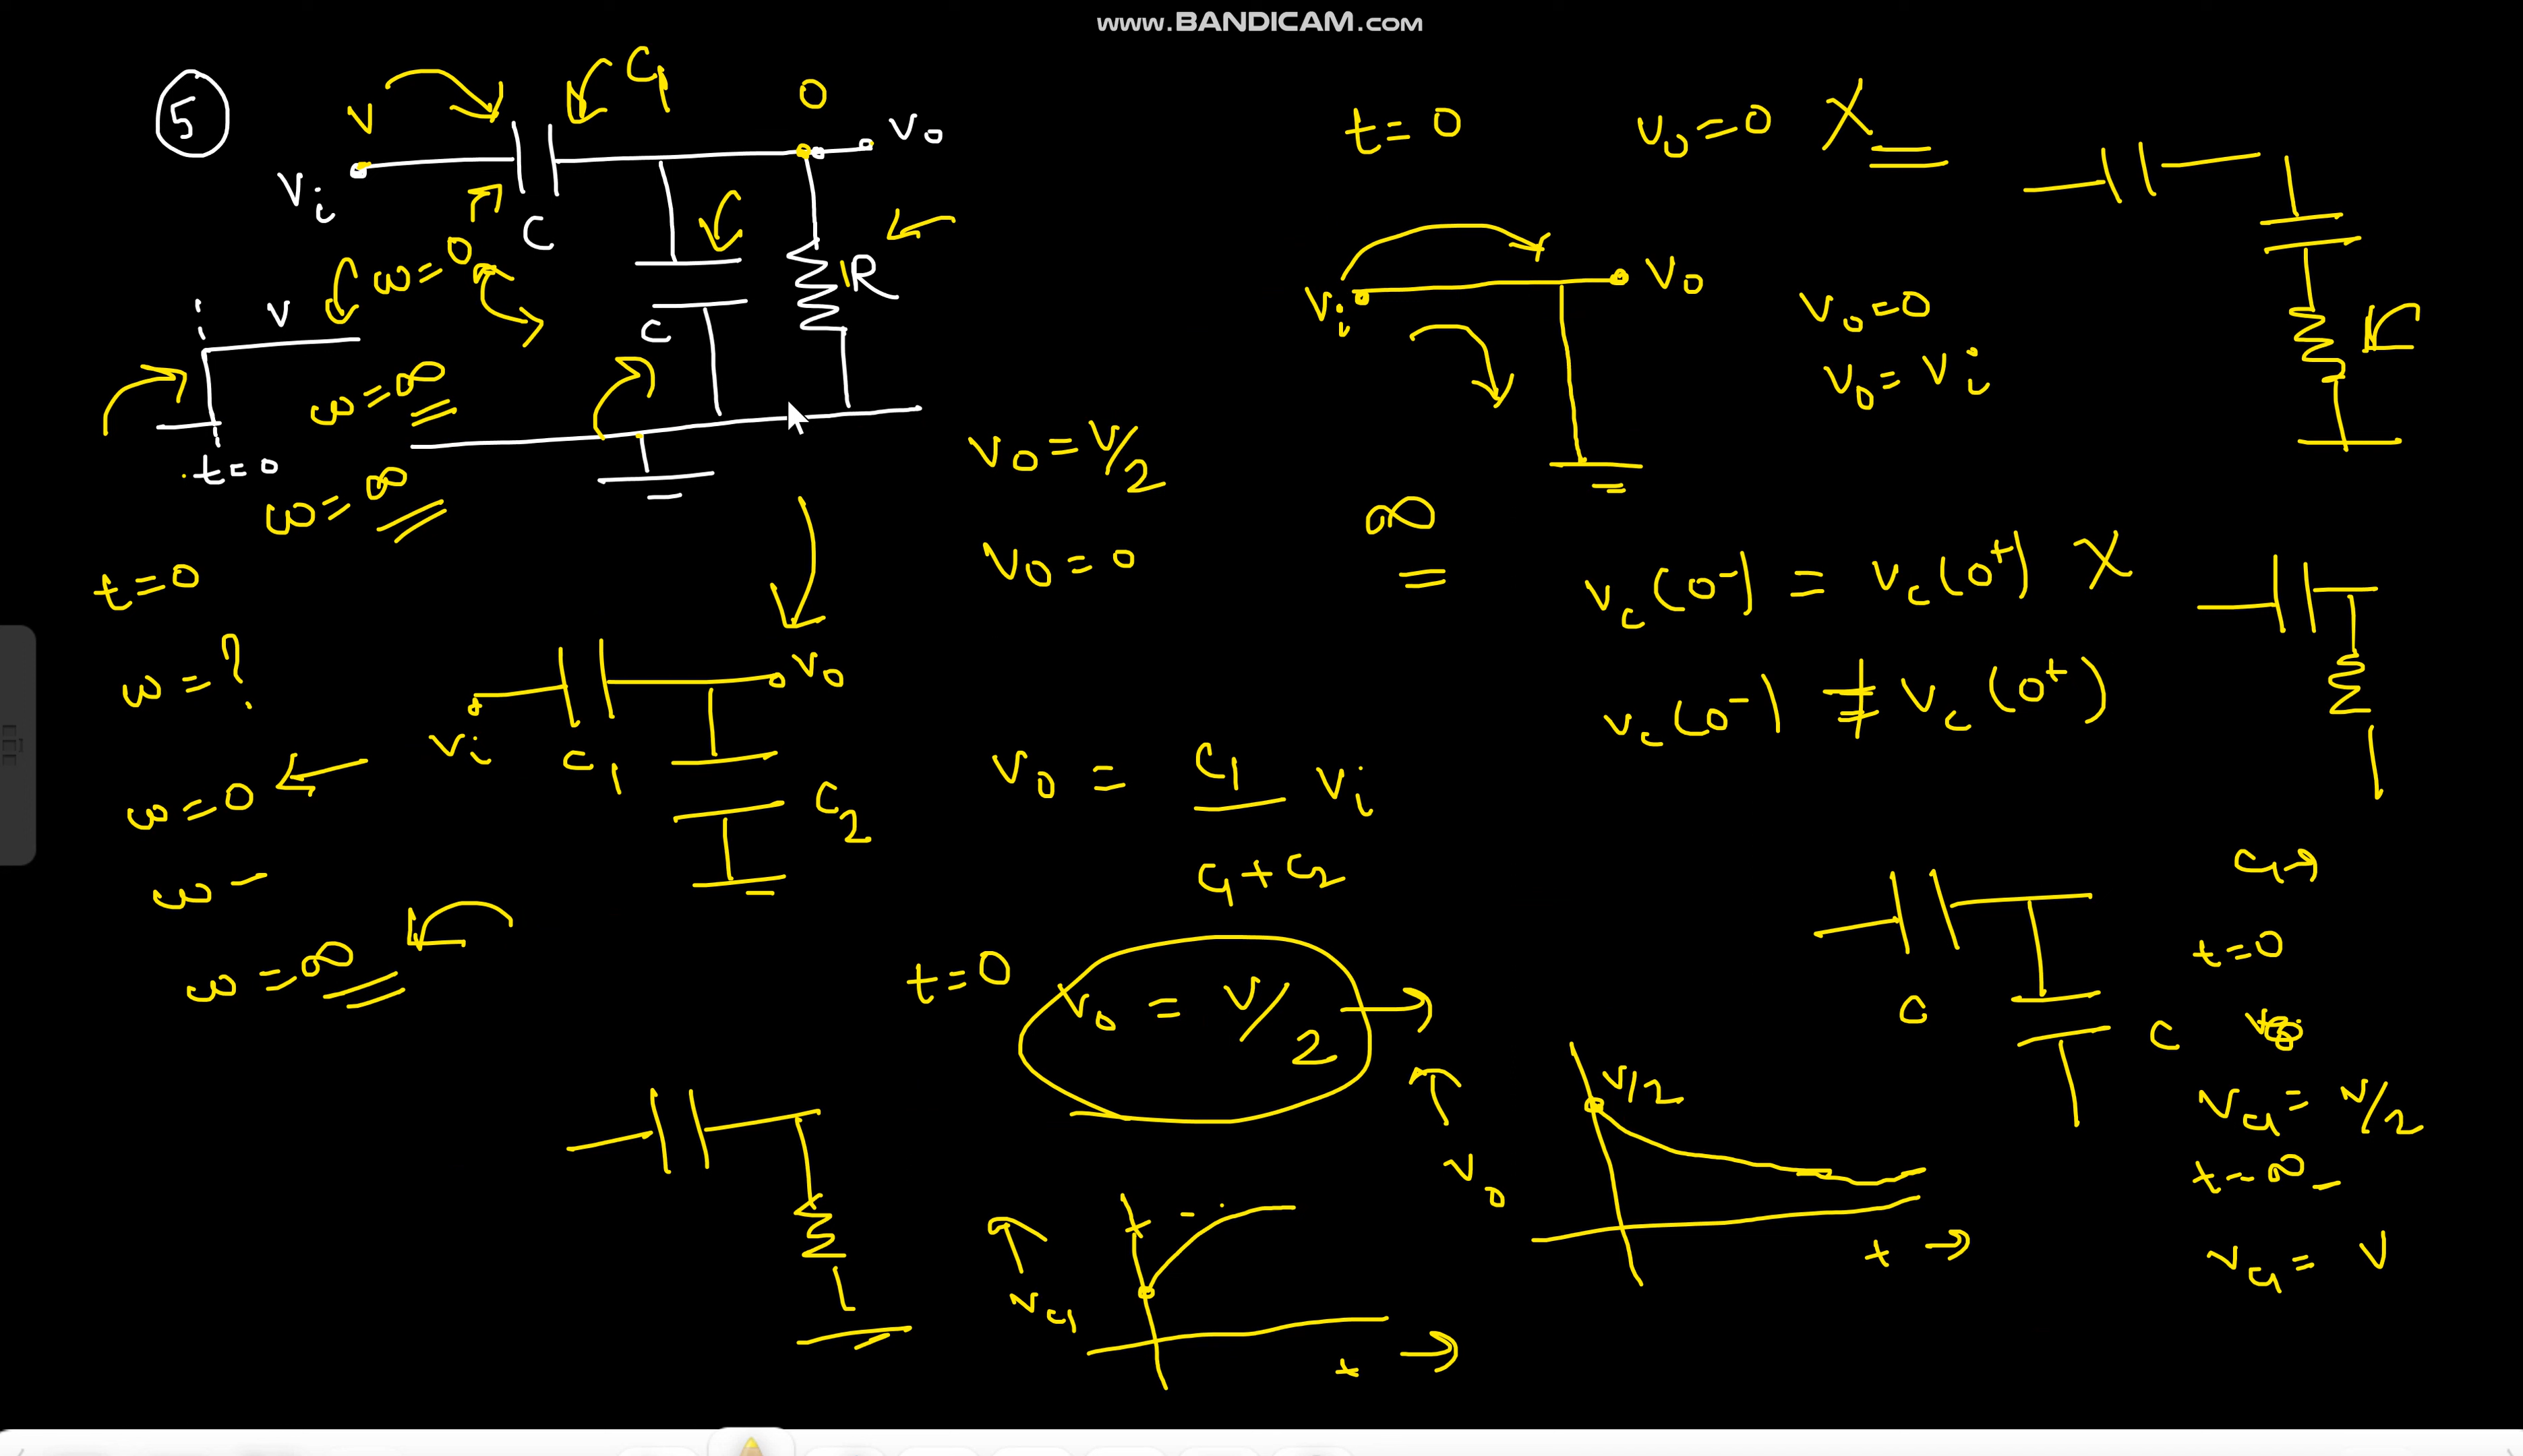 www.BANDICAM.com
5
V
C1
0
Vi
C
Vo
R
C
V
ω = 0
ω = ∞
t = 0
ω = ∞
t = 0
ω = ?
ω = 0
ω –
ω = ∞
t = 0
Vo = 0 X
Vi
Vo
Vo = 0
Vo = Vi
Vo = V/2
Vo = 0
∞
Vc(0⁻) = Vc(0⁺) X
Vc(0⁻) ≠ Vc(0⁺)
Vi
C1
Vo
C2
Vo = C1 Vi
C1 + C2
t = 0
Vo = V/2
VC1
t →
V/2
Vo
t →
C
C
C1 →
t = 0
VC1 = V/2
t – ∞ –
VC1 = V